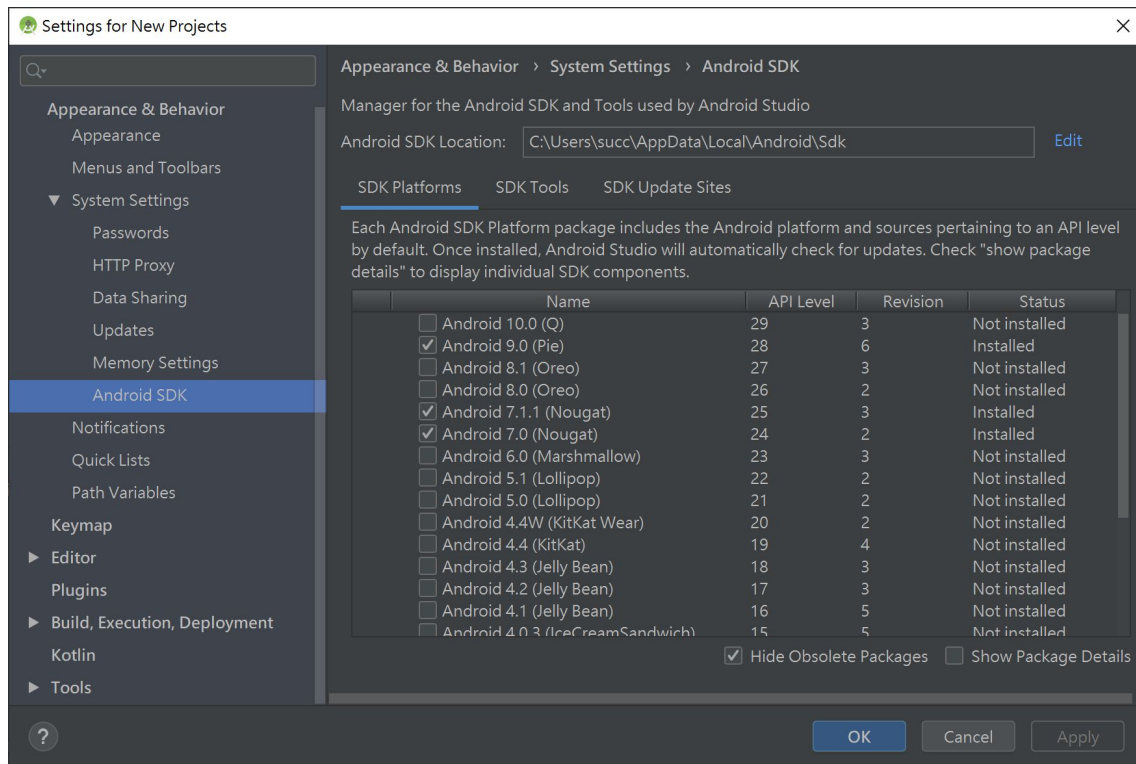 Settings for New Projects
Appearance & Behavior
Appearance
Menus and Toolbars
System Settings
Passwords
HTTP Proxy
Data Sharing
Updates
Memory Settings
Android SDK
Notifications
Quick Lists
Path Variables
Keymap
Editor
Plugins
Build, Execution, Deployment
Kotlin
Tools
Appearance & Behavior › System Settings › Android SDK
Manager for the Android SDK and Tools used by Android Studio
Android SDK Location: C:\Users\succ\AppData\Local\Android\Sdk Edit
SDK Platforms SDK Tools SDK Update Sites
Each Android SDK Platform package includes the Android platform and sources pertaining to an API level
by default. Once installed, Android Studio will automatically check for updates. Check "show package
details" to display individual SDK components.
Name API Level Revision Status
Android 10.0 (Q) 29 3 Not installed
Android 9.0 (Pie) 28 6 Installed
Android 8.1 (Oreo) 27 3 Not installed
Android 8.0 (Oreo) 26 2 Not installed
Android 7.1.1 (Nougat) 25 3 Installed
Android 7.0 (Nougat) 24 2 Installed
Android 6.0 (Marshmallow) 23 3 Not installed
Android 5.1 (Lollipop) 22 2 Not installed
Android 5.0 (Lollipop) 21 2 Not installed
Android 4.4W (KitKat Wear) 20 2 Not installed
Android 4.4 (KitKat) 19 4 Not installed
Android 4.3 (Jelly Bean) 18 3 Not installed
Android 4.2 (Jelly Bean) 17 3 Not installed
Android 4.1 (Jelly Bean) 16 5 Not installed
Android 4.0.3 (IceCreamSandwich) 15 5 Not installed
Hide Obsolete Packages Show Package Details
? OK Cancel Apply